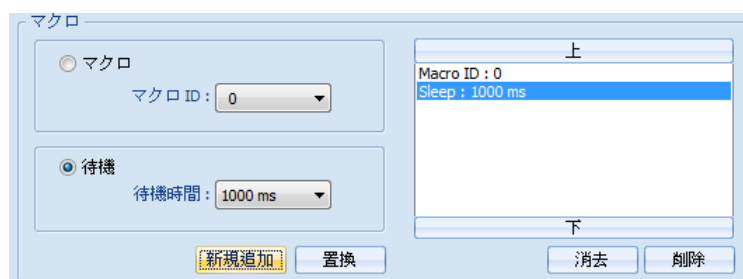 マクロ
マクロ
マクロ ID : 0
待機
待機時間 : 1000 ms
新規追加 置換
上
Macro ID : 0
Sleep : 1000 ms
下
消去 削除